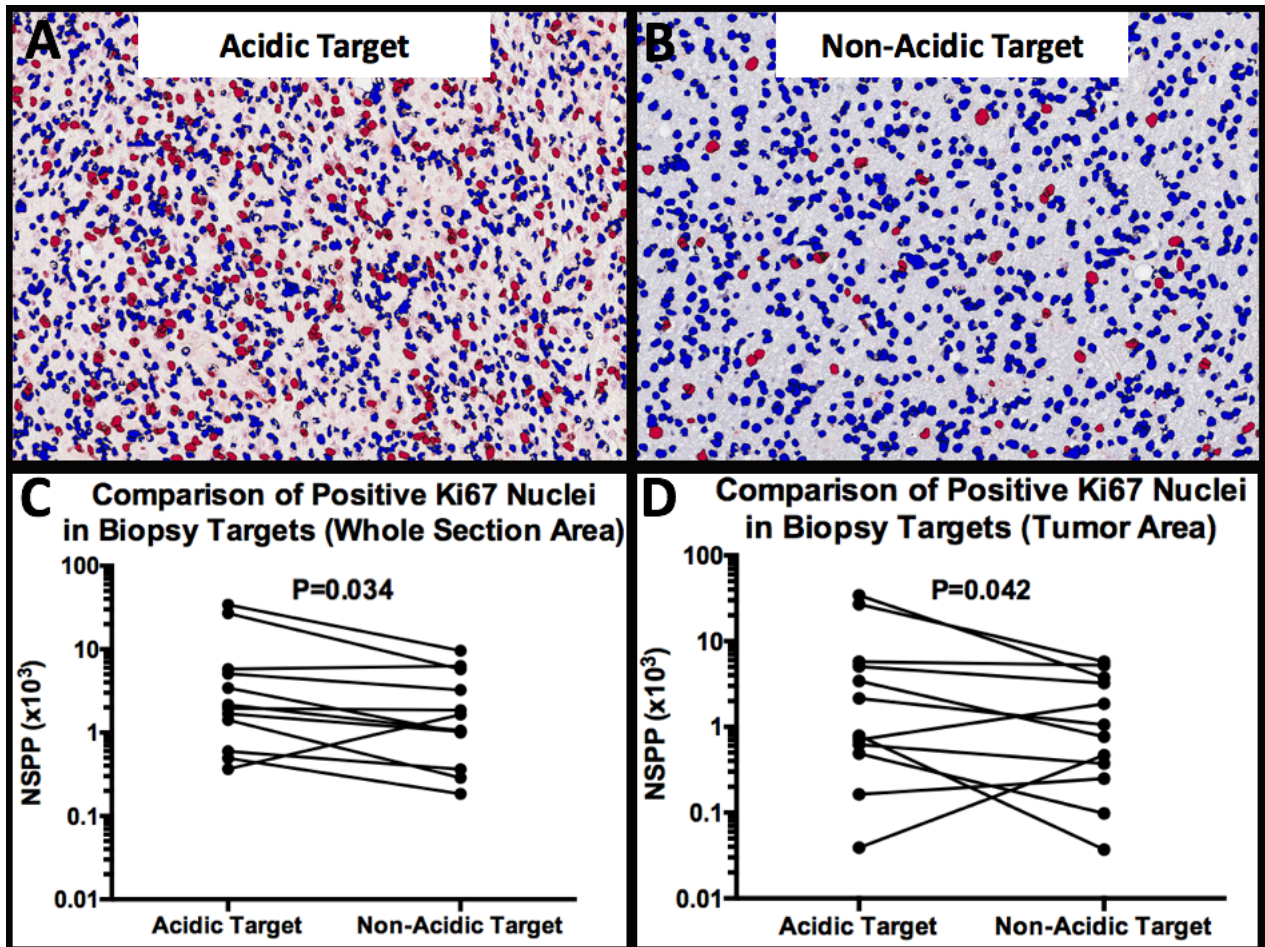 A
Acidic Target
B
Non-Acidic Target
C
Comparison of Positive Ki67 Nuclei
in Biopsy Targets (Whole Section Area)
P=0.034
NSPP (x10³)
100
10
1
0.1
0.01
Acidic Target
Non-Acidic Target
D
Comparison of Positive Ki67 Nuclei
in Biopsy Targets (Tumor Area)
P=0.042
NSPP (x10³)
100
10
1
0.1
0.01
Acidic Target
Non-Acidic Target